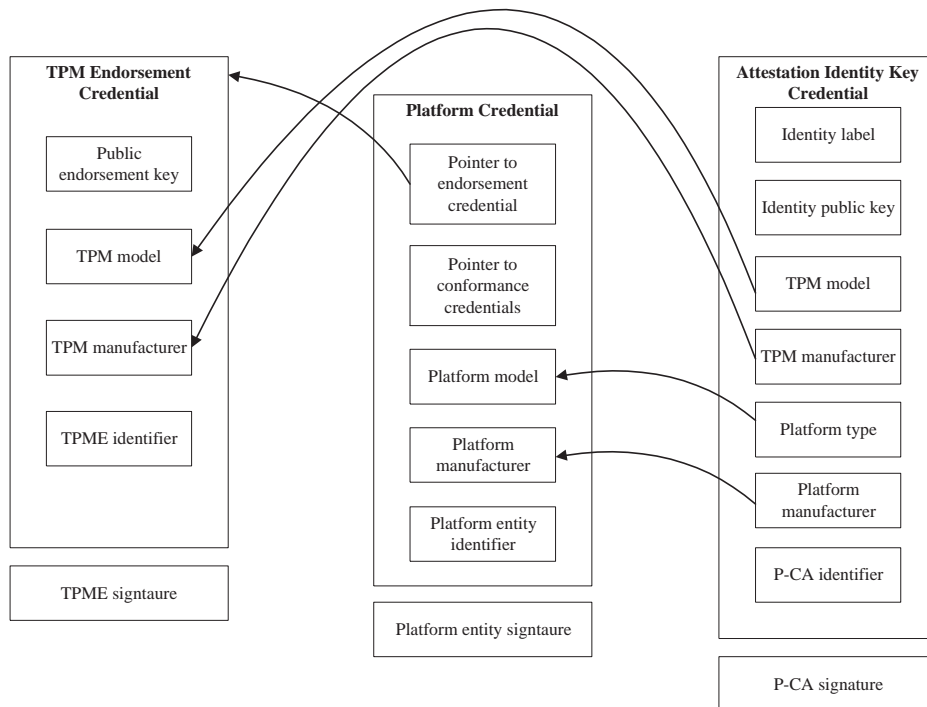 TPM Endorsement
Credential
Public
endorsement key
TPM model
TPM manufacturer
TPME identifier
TPME signtaure
Platform Credential
Pointer to
endorsement
credential
Pointer to
conformance
credentials
Platform model
Platform
manufacturer
Platform entity
identifier
Platform entity signtaure
Attestation Identity Key
Credential
Identity label
Identity public key
TPM model
TPM manufacturer
Platform type
Platform
manufacturer
P-CA identifier
P-CA signature